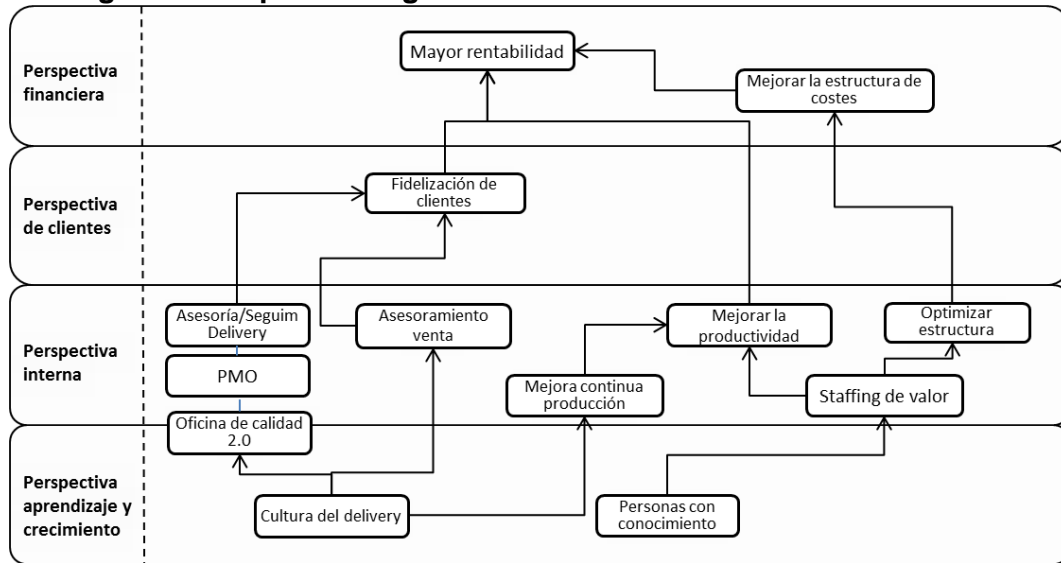 Mayor rentabilidad
Perspectiva
financiera
Mejorar la estructura de
costes
Perspectiva
de clientes
Fidelización de
clientes
Perspectiva
interna
Asesoría/Seguim
Delivery
Asesoramiento
venta
Mejorar la
productividad
Optimizar
estructura
PMO
Mejora continua
producción
Staffing de valor
Oficina de calidad
2.0
Perspectiva
aprendizaje y
crecimiento
Cultura del delivery
Personas con
conocimiento